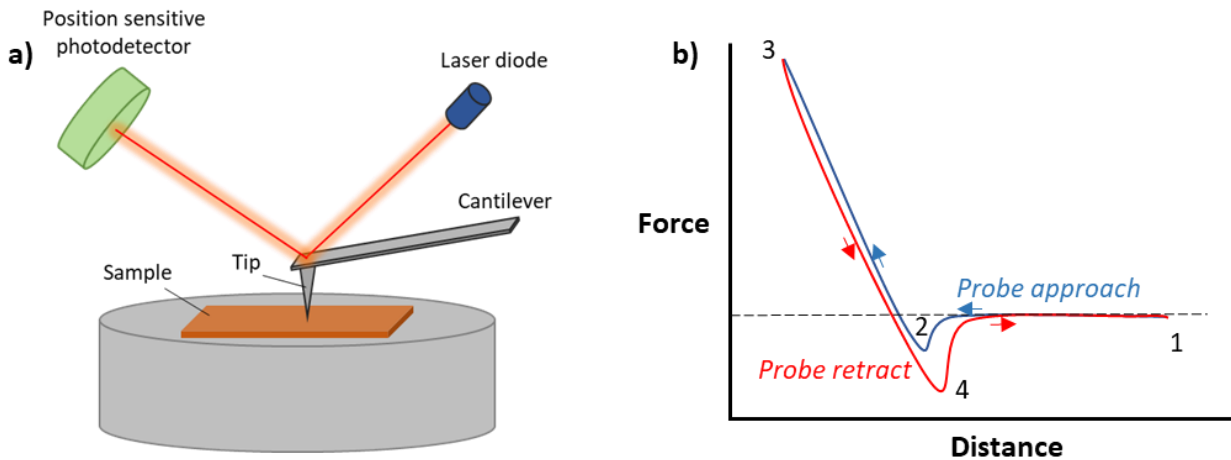 a)
Position sensitive
photodetector
Laser diode
Cantilever
Tip
Sample
b)
3
Force
Probe approach
2
1
Probe retract
4
Distance